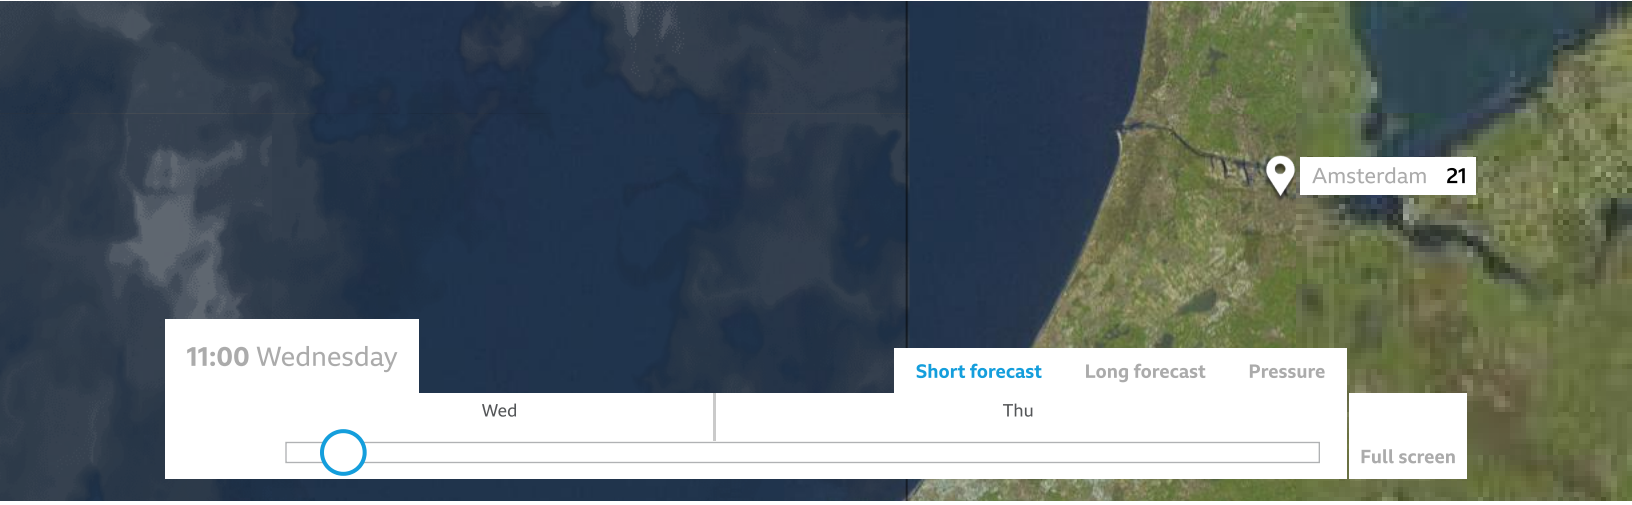 Amsterdam 21
11:00 Wednesday
Short forecast Long forecast Pressure
Wed Thu
Full screen